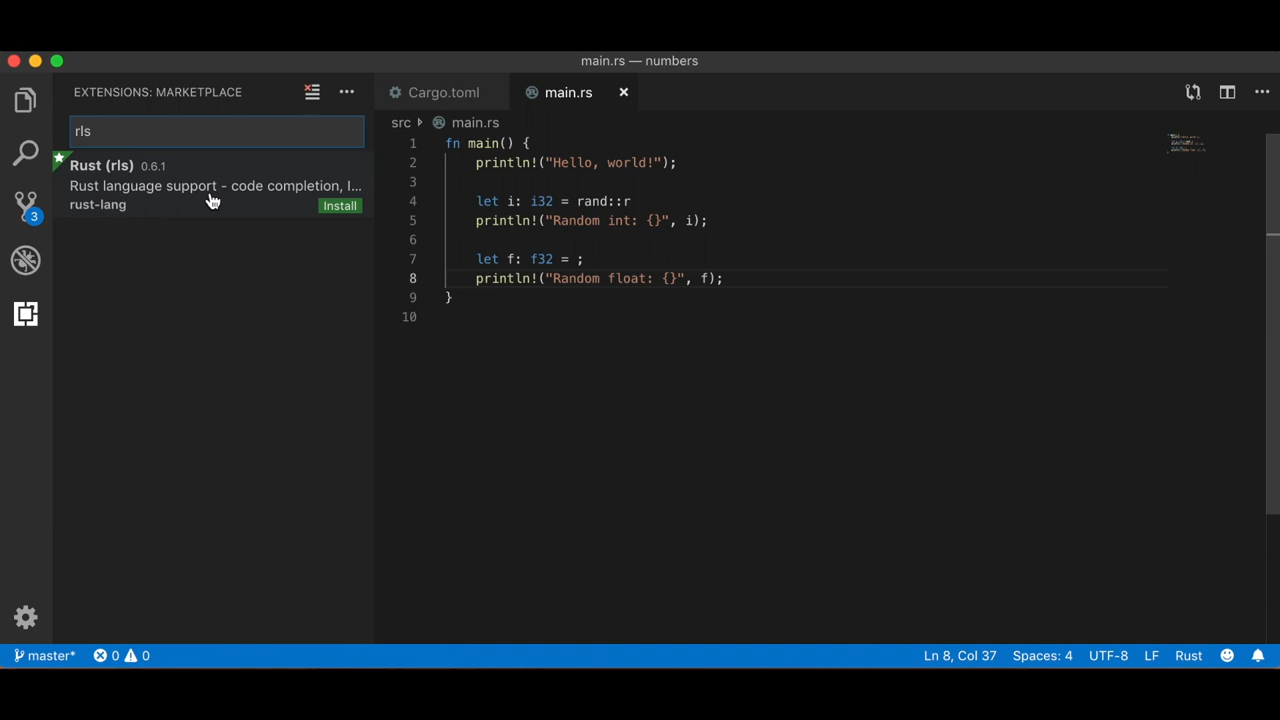 main.rs — numbers
EXTENSIONS: MARKETPLACE
rls
Rust (rls) 0.6.1
Rust language support - code completion, I...
rust-lang
Install
3
Cargo.toml
main.rs
src main.rs
1 fn main() {
2     println!("Hello, world!");
3
4     let i: i32 = rand::r
5     println!("Random int: {}", i);
6
7     let f: f32 = ;
8     println!("Random float: {}", f);
9 }
10
master* 0 0 Ln 8, Col 37 Spaces: 4 UTF-8 LF Rust